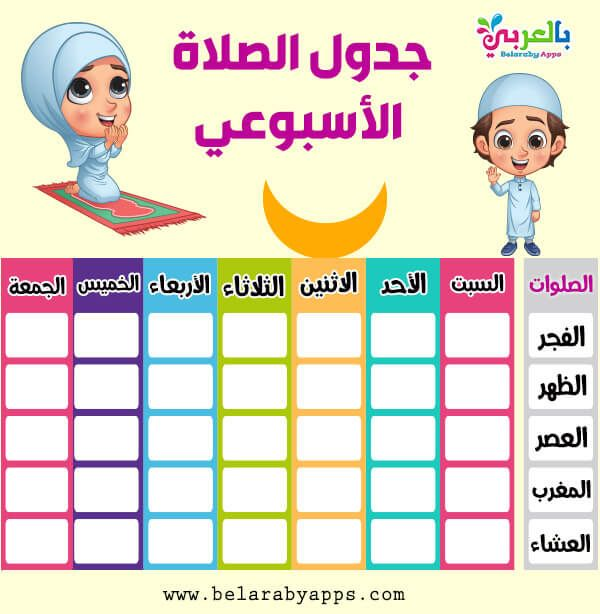 بالعربي
Belaraby Apps
جدول الصلاة
الأسبوعي
الصلوات السبت الأحد الاثنين الثلاثاء الأربعاء الخميس الجمعة
الفجر
الظهر
العصر
المغرب
العشاء
www.belarabyapps.com